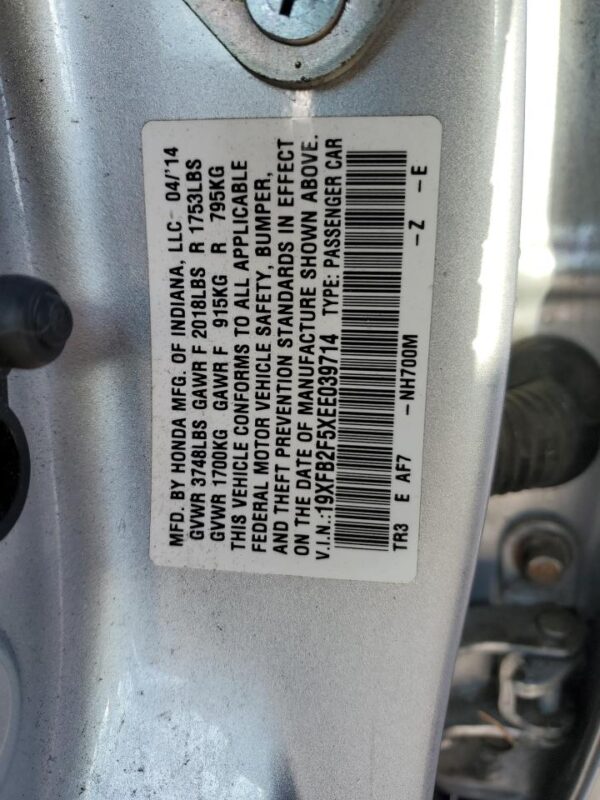 MFD. BY HONDA MFG. OF INDIANA, LLC 04/'14
GVWR 3748LBS GAWR F 2018LBS R 1753LBS
GVWR 1700KG GAWR F 915KG R 795KG
THIS VEHICLE CONFORMS TO ALL APPLICABLE
FEDERAL MOTOR VEHICLE SAFETY, BUMPER,
AND THEFT PREVENTION STANDARDS IN EFFECT
ON THE DATE OF MANUFACTURE SHOWN ABOVE.
V.I.N.:19XFB2F5XEE039714 TYPE: PASSENGER CAR
TR3 E AF7 -NH700M -Z -E